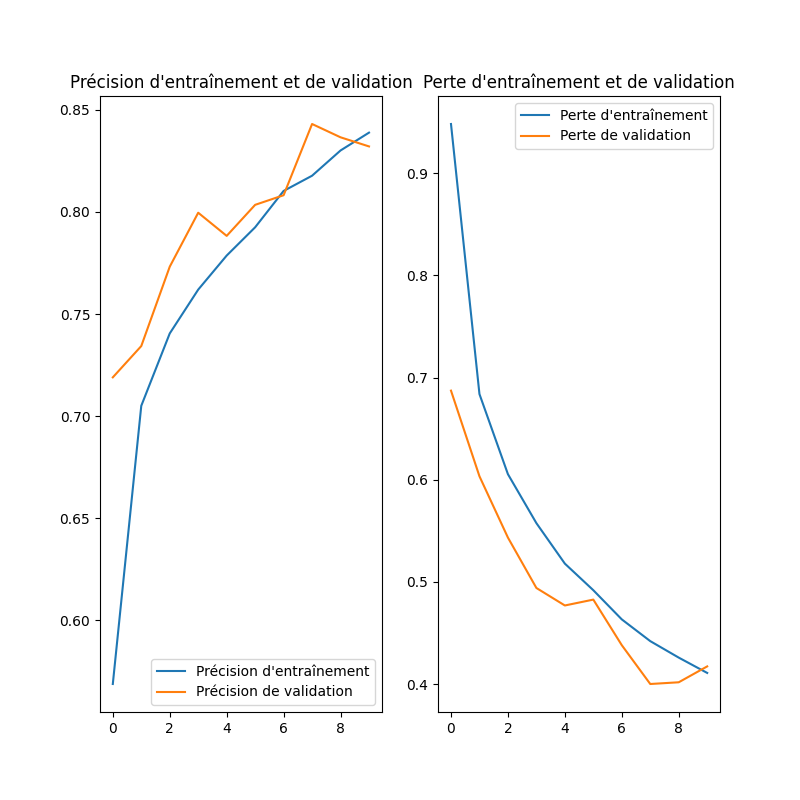 Précision d'entraînement et de validation
0.85
0.80
0.75
0.70
0.65
0.60
Précision d'entraînement
Précision de validation
0 2 4 6 8
Perte d'entraînement et de validation
Perte d'entraînement
Perte de validation
0.9
0.8
0.7
0.6
0.5
0.4
0 2 4 6 8